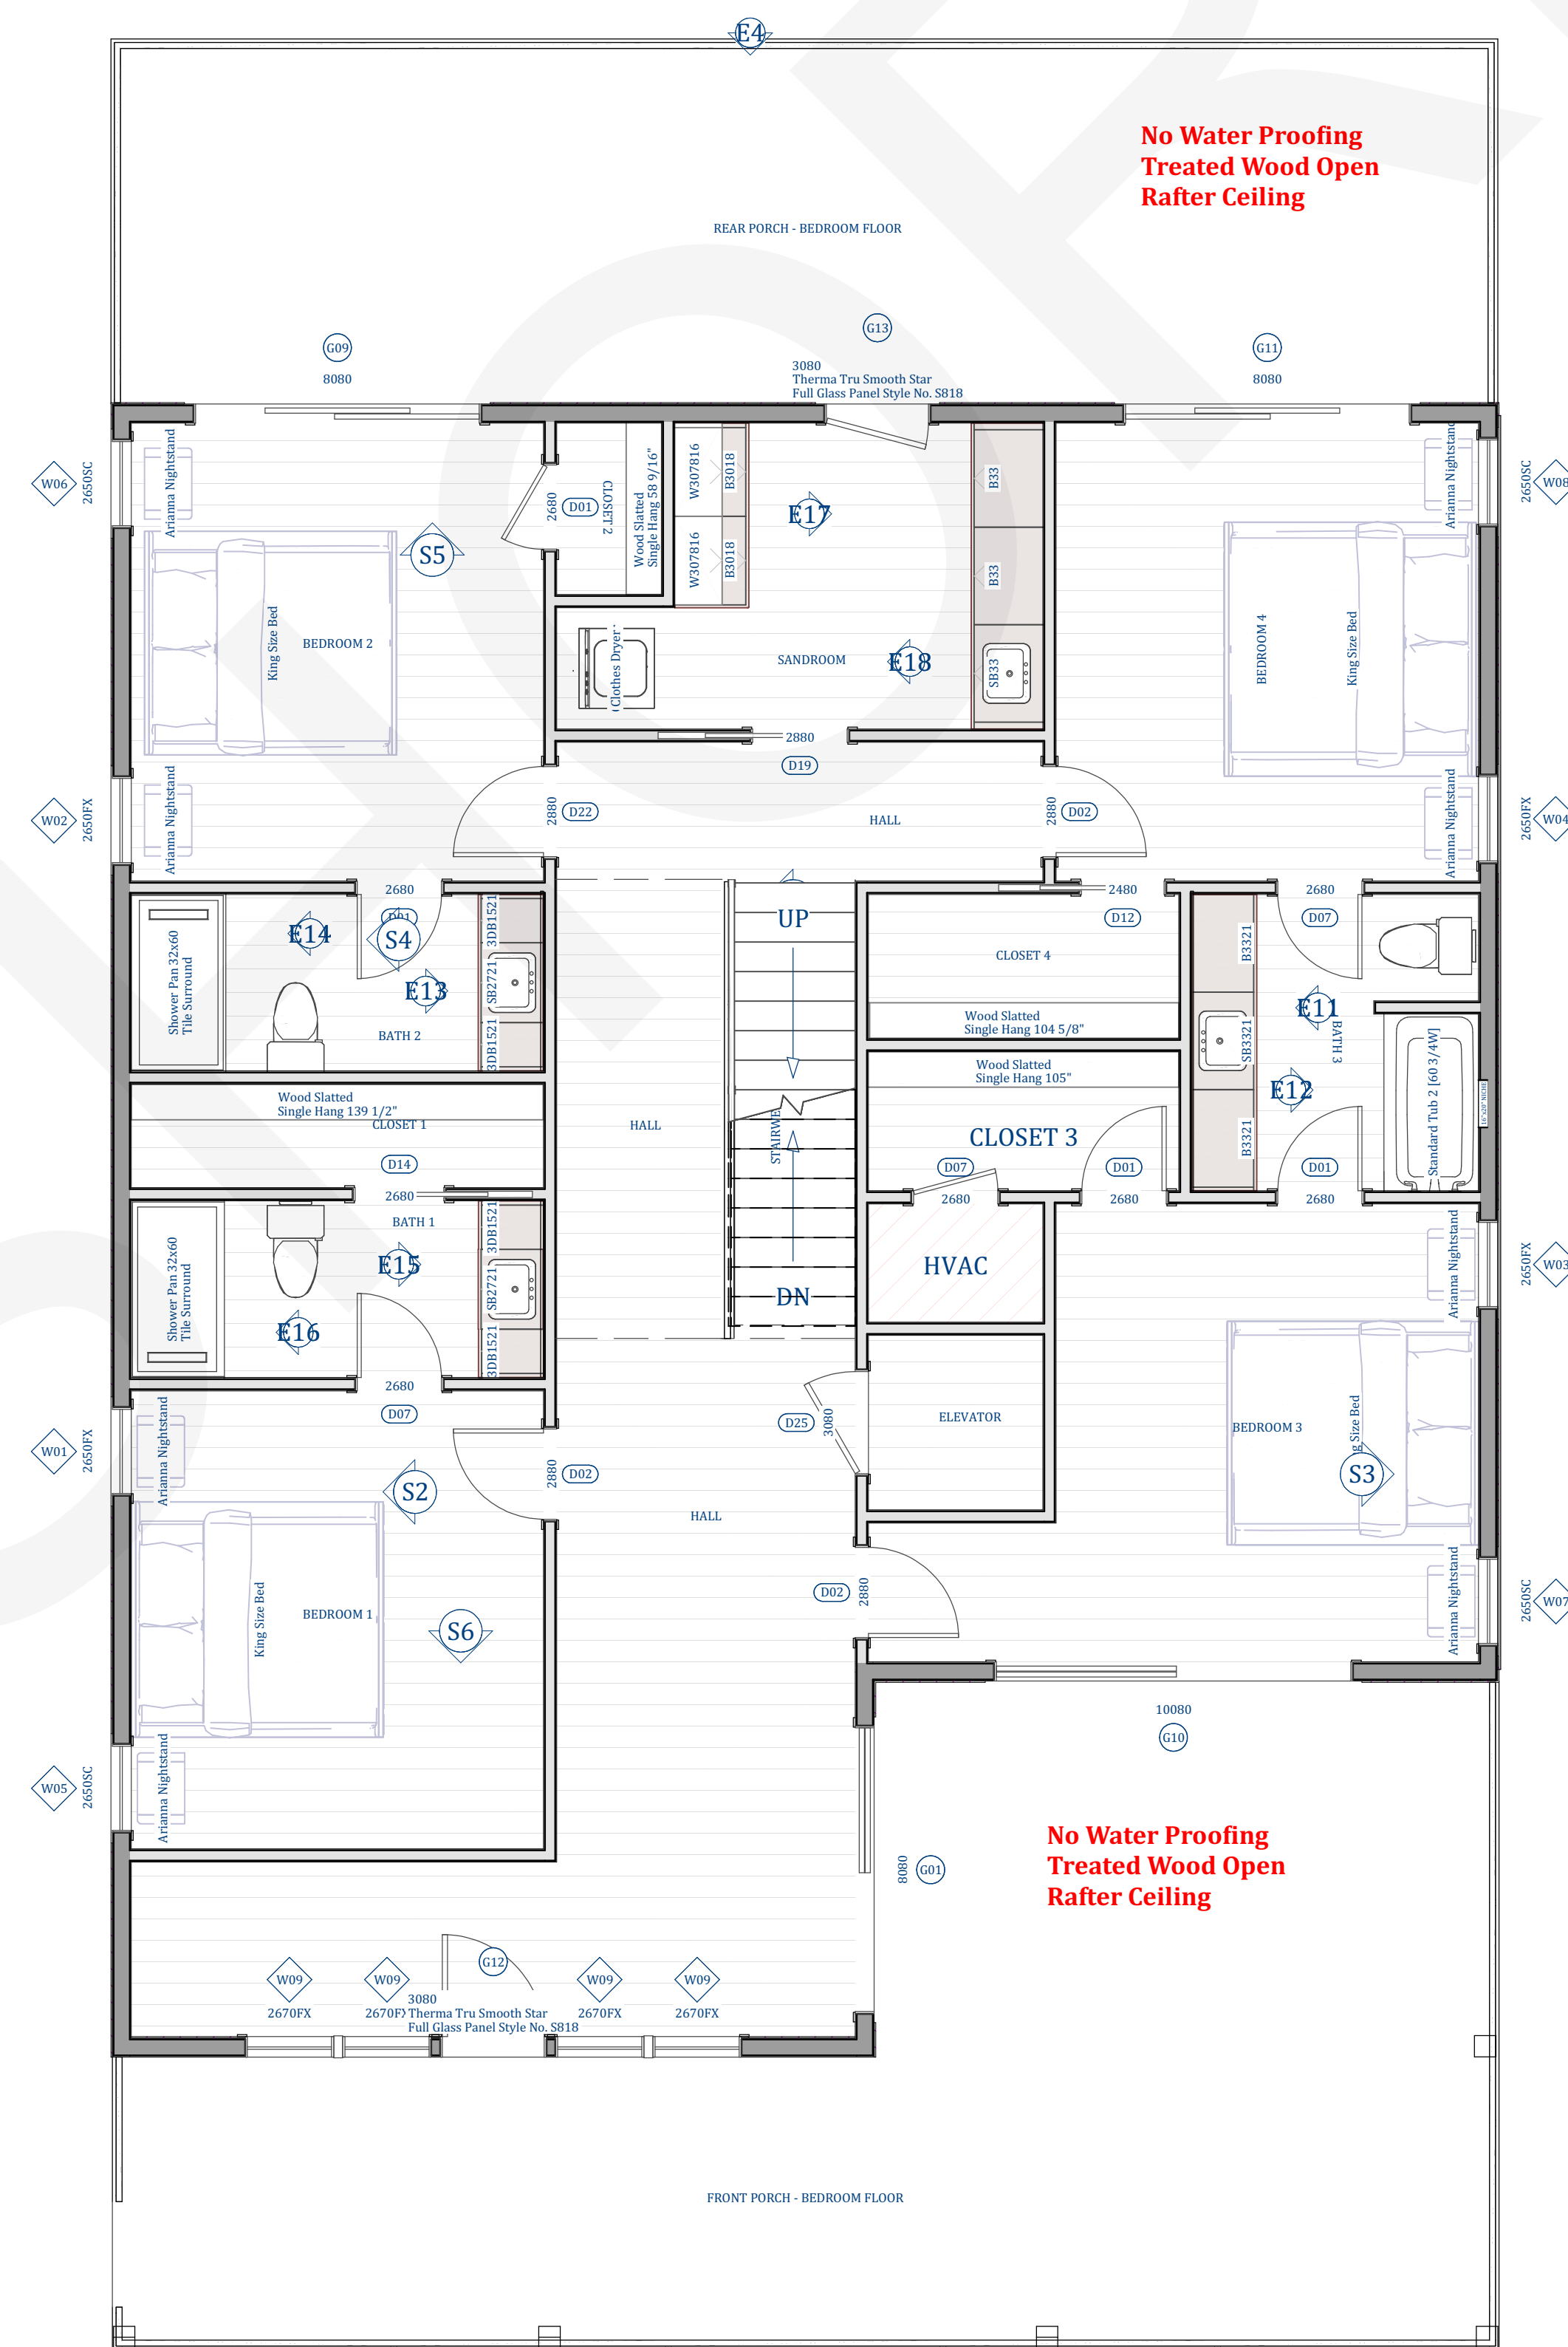 E4
No Water Proofing
Treated Wood Open
Rafter Ceiling
REAR PORCH - BEDROOM FLOOR
G09
8080
G13
3080
Therma Tru Smooth Star
Full Glass Panel Style No. S818
G11
8080
W06
2650SC
Arianna Nightstand
S5
King Size Bed
BEDROOM 2
W02
2650FX
Arianna Nightstand
2680
D01
CLOSET 2
Wood Slatted
Single Hang 58 9/16"
W307816
B3018
W307816
B3018
E17
B33
B33
SB33
Clothes Dryer
SANDROOM
E18
2880
D19
Arianna Nightstand
2650SC
W08
BEDROOM 4
King Size Bed
Arianna Nightstand
2650FX
W04
2880
D22
HALL
2880
D02
2680
D01
S4
E14
E13
Shower Pan 32x60
Tile Surround
BATH 2
3DB1521
SB2721
3DB1521
UP
2480
D12
CLOSET 4
Wood Slatted
Single Hang 104 5/8"
2680
D07
B3321
SB3321
B3321
E11
BATH 3
E12
Standard Tub 2 [60 3/4W]
Wood Slatted
Single Hang 139 1/2"
CLOSET 1
D14
2680
HALL
Wood Slatted
Single Hang 105"
CLOSET 3
D07
2680
D01
2680
D01
2680
BATH 1
E15
E16
Shower Pan 32x60
Tile Surround
3DB1521
SB2721
3DB1521
2680
D07
HVAC
DN
ELEVATOR
D25
3080
Arianna Nightstand
2650FX
W03
BEDROOM 3
Size Bed
S3
Arianna Nightstand
2650SC
W07
W01
2650FX
Arianna Nightstand
S2
2880
D02
HALL
D02
2880
King Size Bed
BEDROOM 1
S6
W05
2650SC
Arianna Nightstand
10080
G10
8080
G01
No Water Proofing
Treated Wood Open
Rafter Ceiling
W09
2670FX
W09
G12
3080
Therma Tru Smooth Star
Full Glass Panel Style No. S818
W09
2670FX
W09
2670FX
FRONT PORCH - BEDROOM FLOOR